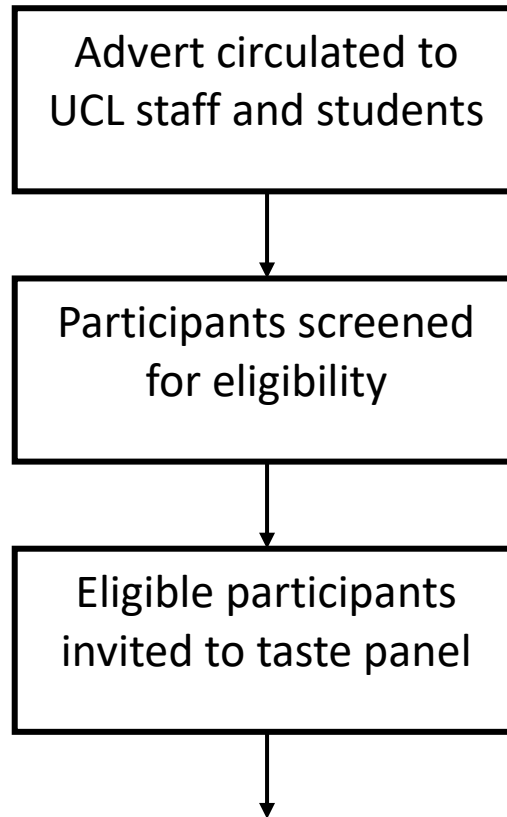 Advert circulated to
UCL staff and students
Participants screened
for eligibility
Eligible participants
invited to taste panel